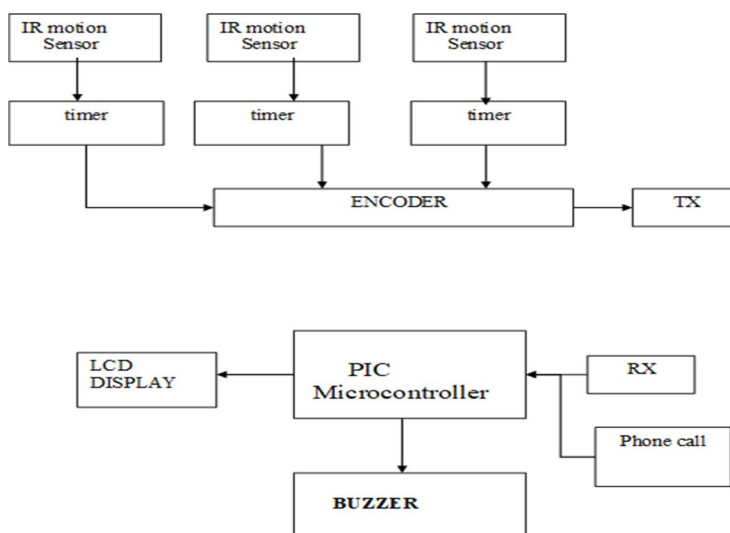 IR motion
Sensor
IR motion
Sensor
IR motion
Sensor
timer
timer
timer
ENCODER
TX
LCD
DISPLAY
PIC
Microcontroller
RX
Phone call
BUZZER